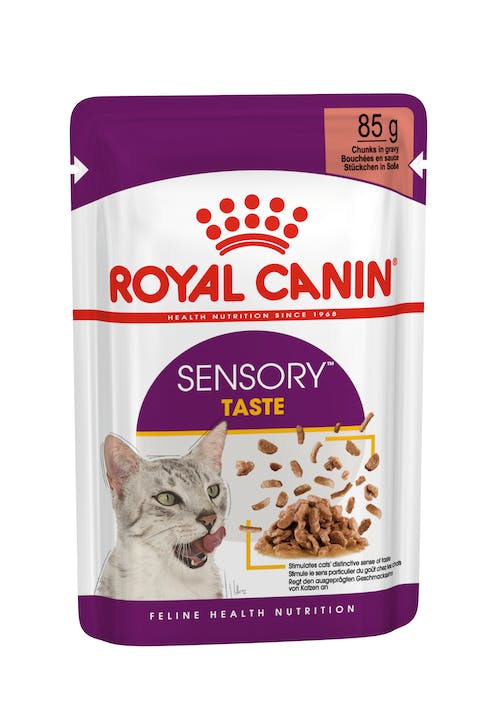 85 g
Chunks in gravy
Bouchées en sauce
Stückchen in Soße
ROYAL CANIN®
HEALTH NUTRITION SINCE 1968
SENSORY™
TASTE
Stimulates cats' distinctive sense of taste
Stimule le sens particulier du goût chez les chats
Regt den ausgeprägten Geschmackssinn
von Katzen an
FELINE HEALTH NUTRITION